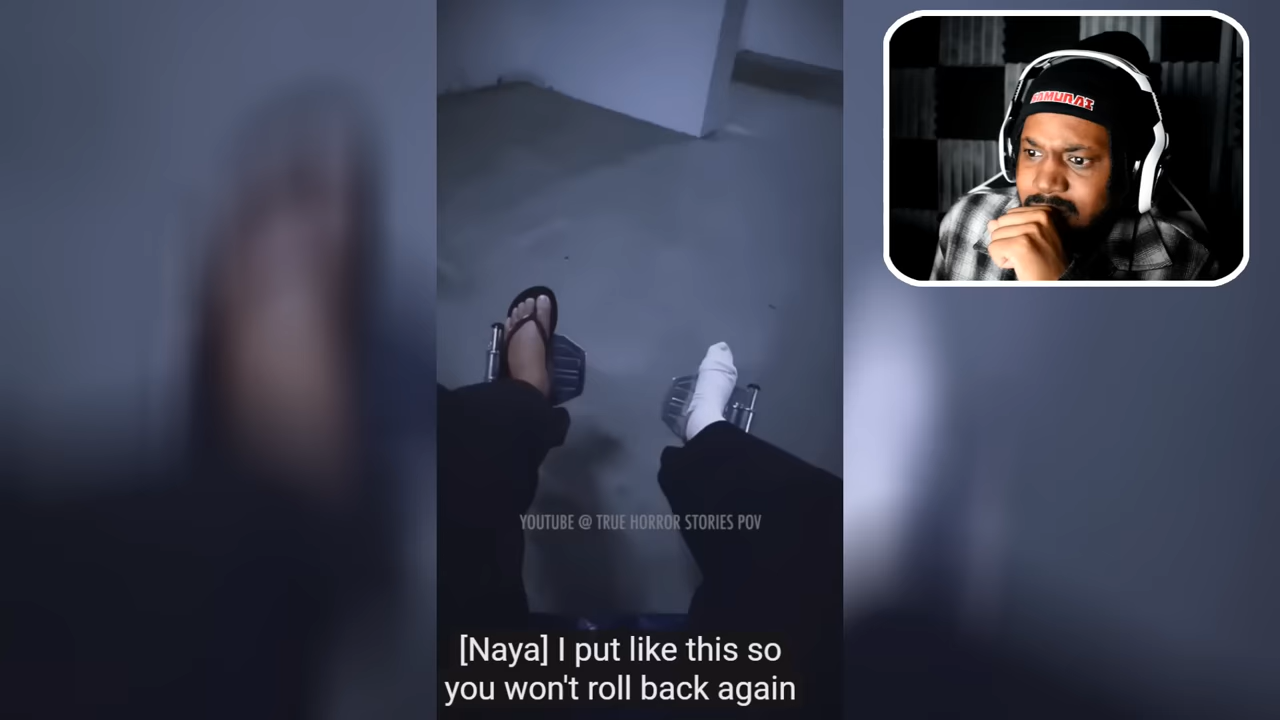 SAMURAI
YOUTUBE @ TRUE HORROR STORIES POV
[Naya] I put like this so
you won't roll back again